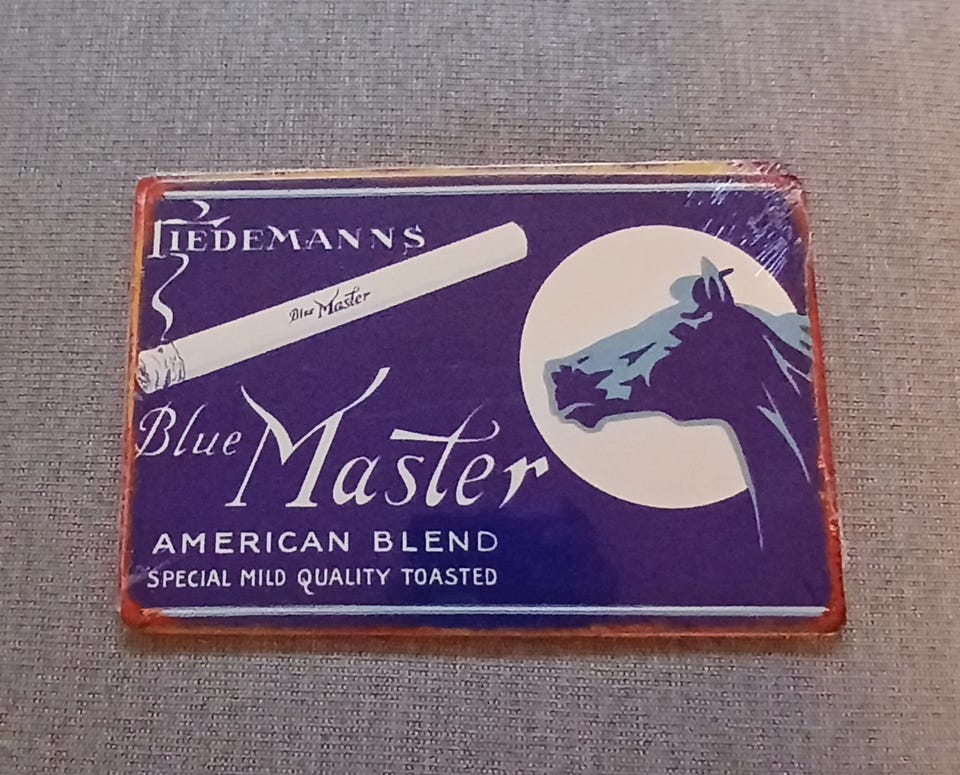 TIEDEMANNS
Blue Master
Blue Master
AMERICAN BLEND
SPECIAL MILD QUALITY TOASTED